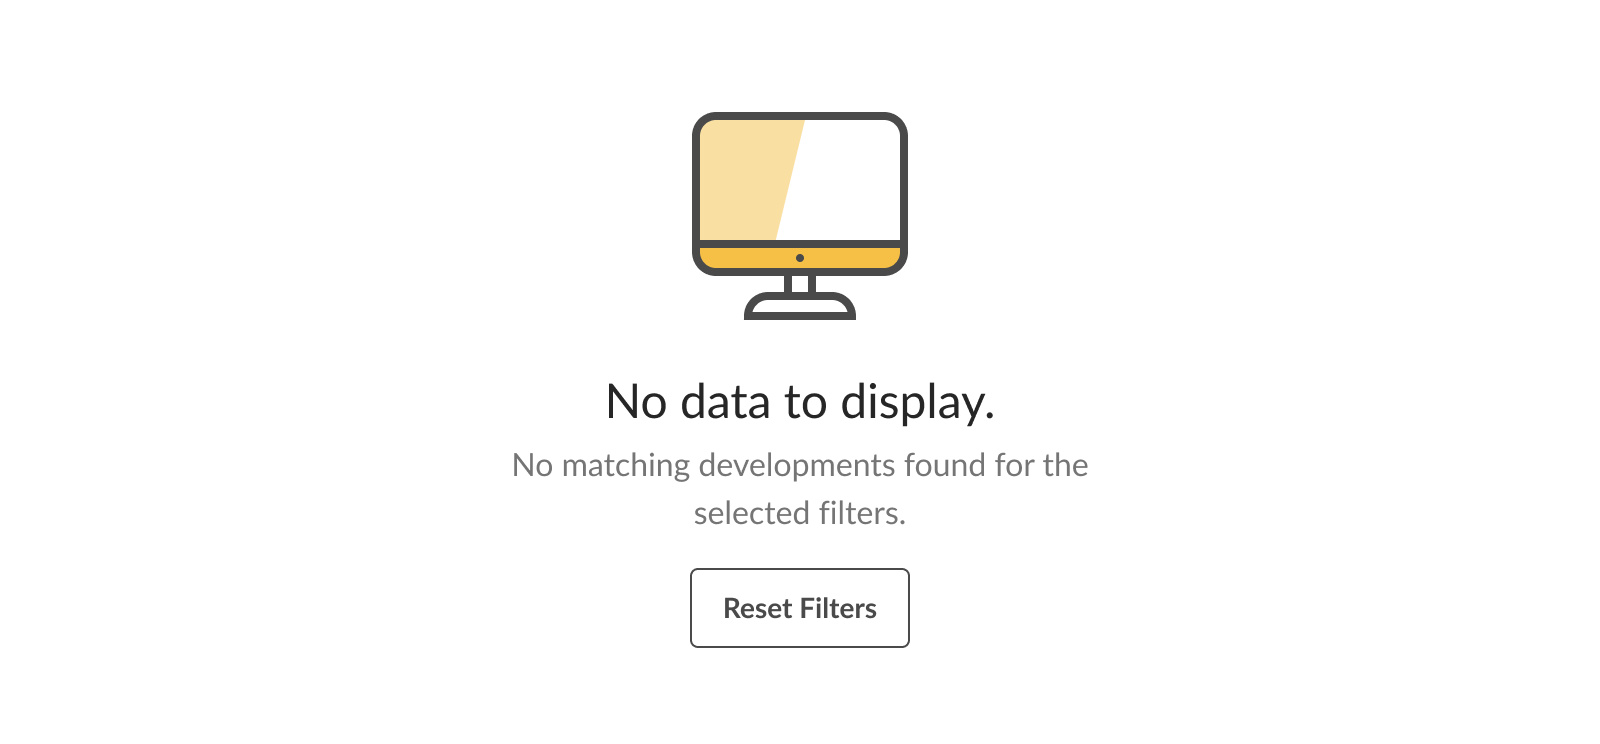 No data to display.
No matching developments found for the
selected filters.
Reset Filters